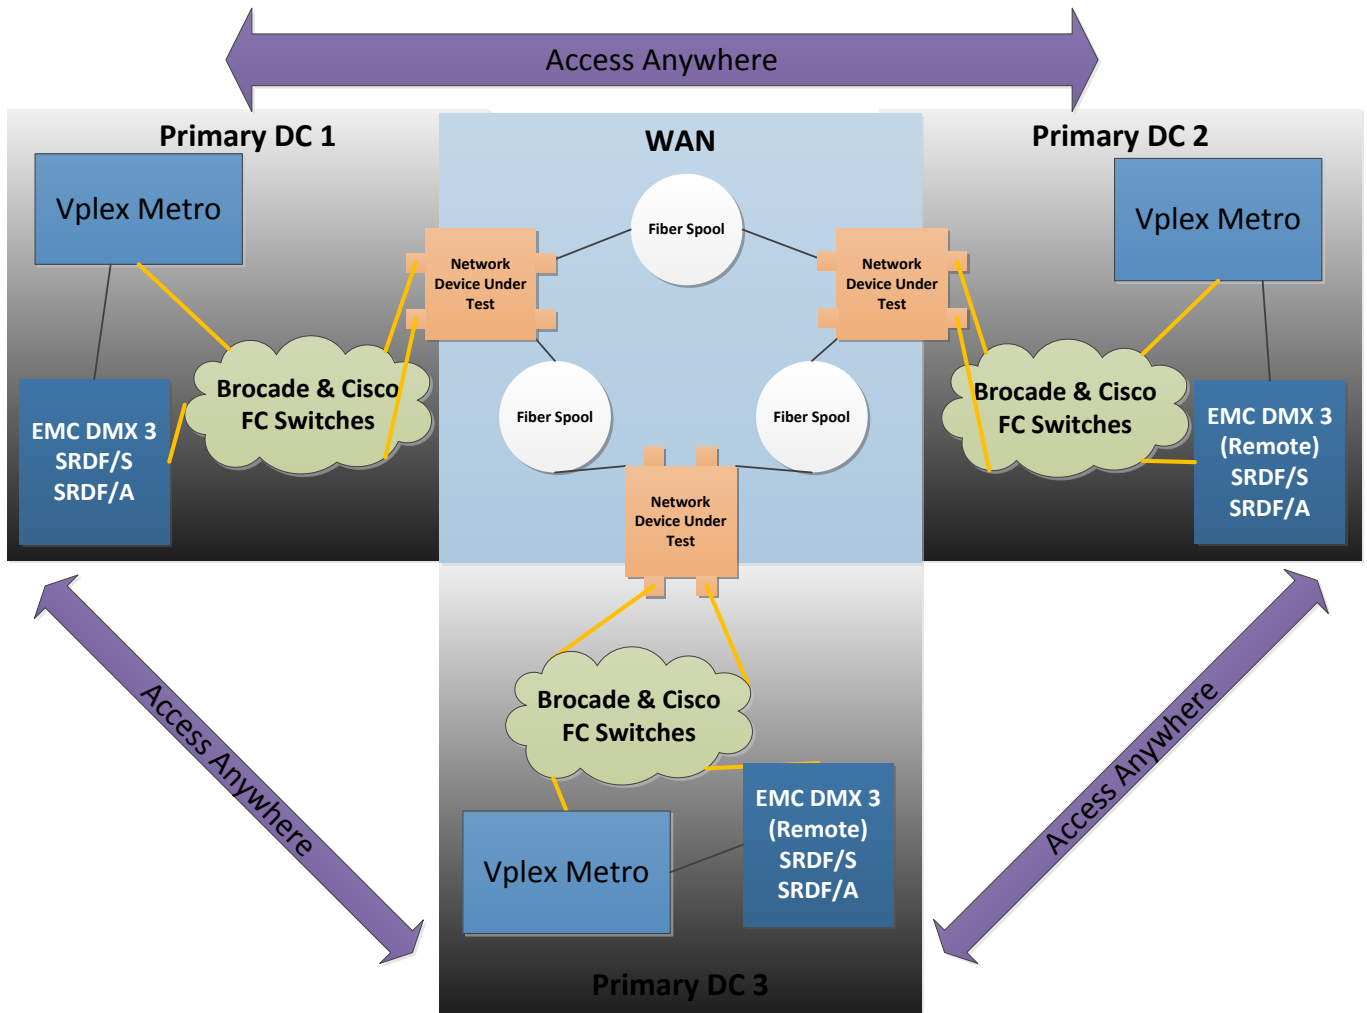 Access Anywhere
Primary DC 1
WAN
Primary DC 2
Vplex Metro
Vplex Metro
Fiber Spool
Network
Device Under
Test
Network
Device Under
Test
Brocade & Cisco
FC Switches
Brocade & Cisco
FC Switches
Fiber Spool
Fiber Spool
EMC DMX 3
SRDF/S
SRDF/A
EMC DMX 3
(Remote)
SRDF/S
SRDF/A
Network
Device Under
Test
Access Anywhere
Access Anywhere
Brocade & Cisco
FC Switches
EMC DMX 3
(Remote)
SRDF/S
SRDF/A
Vplex Metro
Primary DC 3